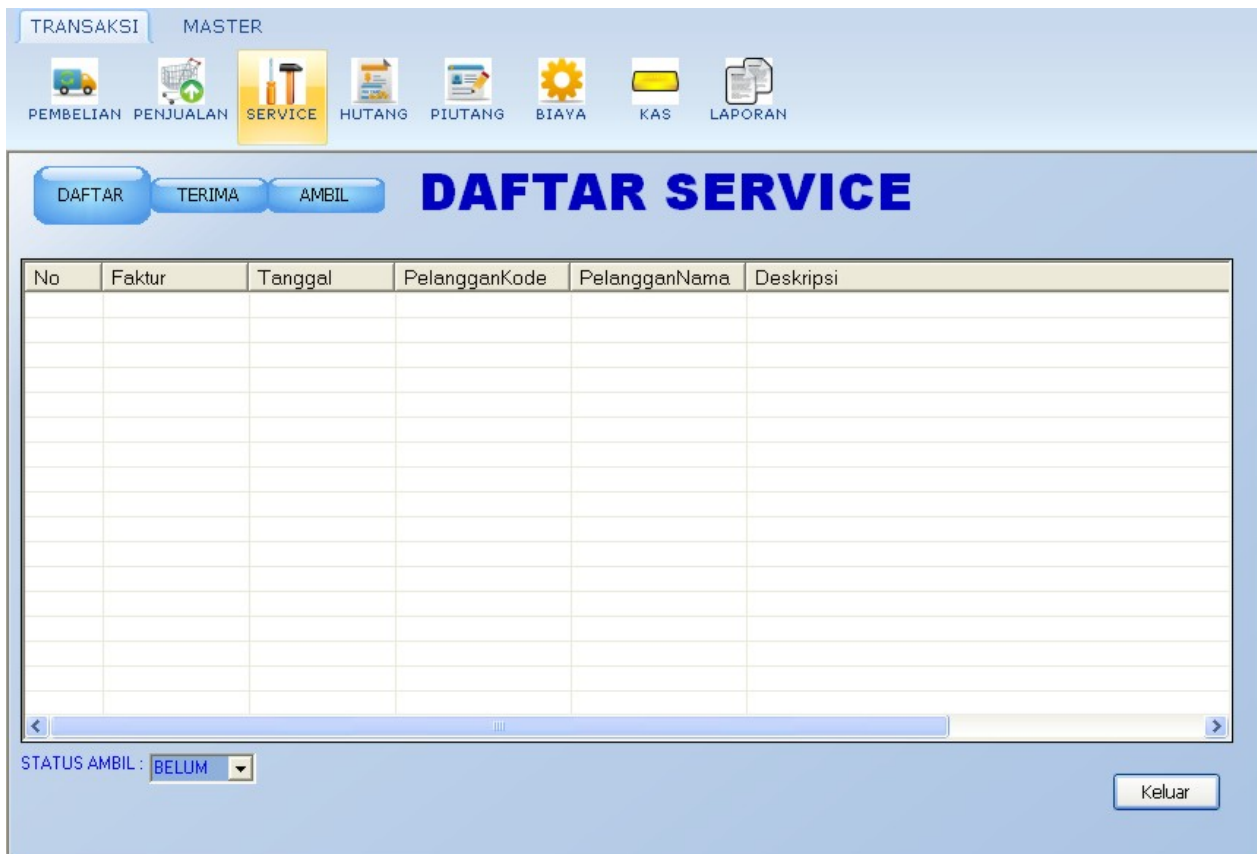 TRANSAKSI MASTER
PEMBELIAN PENJUALAN SERVICE HUTANG PIUTANG BIAYA KAS LAPORAN
DAFTAR TERIMA AMBIL DAFTAR SERVICE
No Faktur Tanggal PelangganKode PelangganNama Deskripsi
STATUS AMBIL : BELUM
Keluar